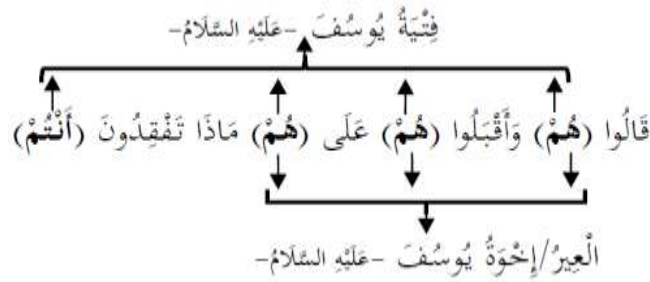 فِتْيَةُ يُوسُفَ -عَلَيْهِ السَّلَامُ-
قَالُوا (هُمْ) وَأَقْبَلُوا (هُمْ) عَلَى (هُمْ) مَاذَا تَفْقِدُونَ (أَنْتُمْ)
الْعِيرُ/إِخْوَةُ يُوسُفَ -عَلَيْهِ السَّلَامُ-